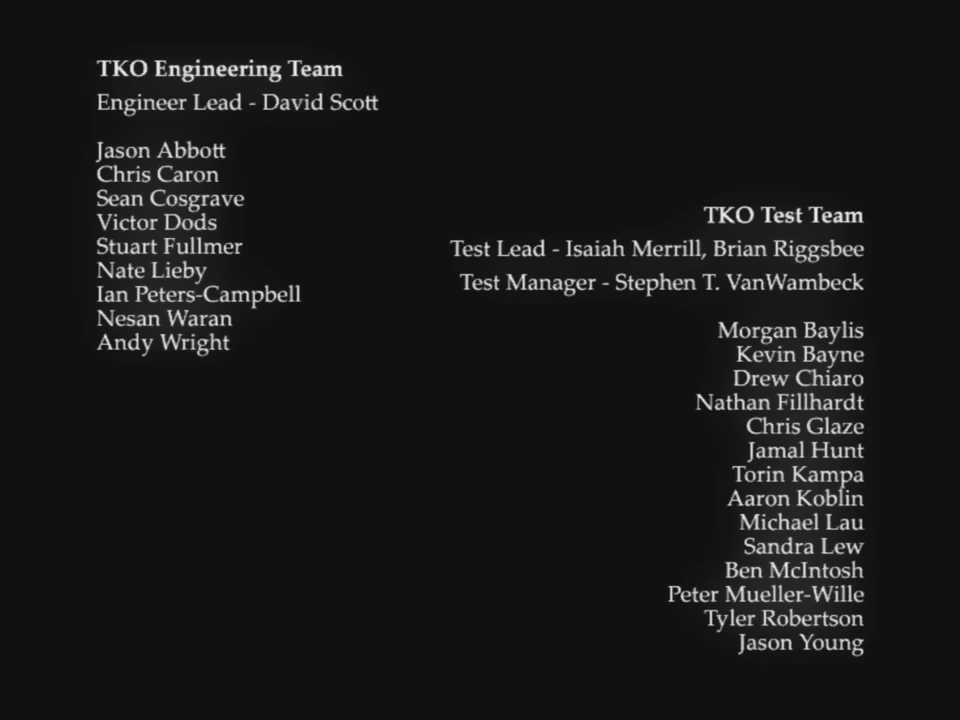 TKO Engineering Team
Engineer Lead - David Scott
Jason Abbott
Chris Caron
Sean Cosgrave
Victor Dods
Stuart Fullmer
Nate Lieby
Ian Peters-Campbell
Nesan Waran
Andy Wright
TKO Test Team
Test Lead - Isaiah Merrill, Brian Riggsbee
Test Manager - Stephen T. VanWambeck
Morgan Baylis
Kevin Bayne
Drew Chiaro
Nathan Fillhardt
Chris Glaze
Jamal Hunt
Torin Kampa
Aaron Koblin
Michael Lau
Sandra Lew
Ben McIntosh
Peter Mueller-Wille
Tyler Robertson
Jason Young